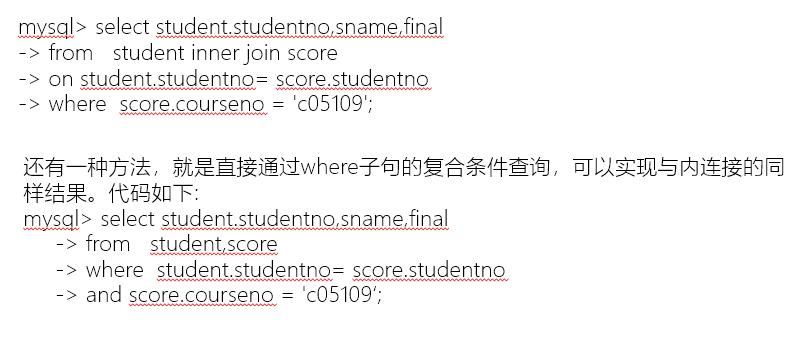 mysql> select student.studentno,sname,final
-> from   student inner join score
-> on student.studentno= score.studentno
-> where  score.courseno = 'c05109';
还有一种方法，就是直接通过where子句的复合条件查询，可以实现与内连接的同
样结果。代码如下:
mysql> select student.studentno,sname,final
-> from   student,score
-> where  student.studentno= score.studentno
-> and score.courseno = 'c05109‘;